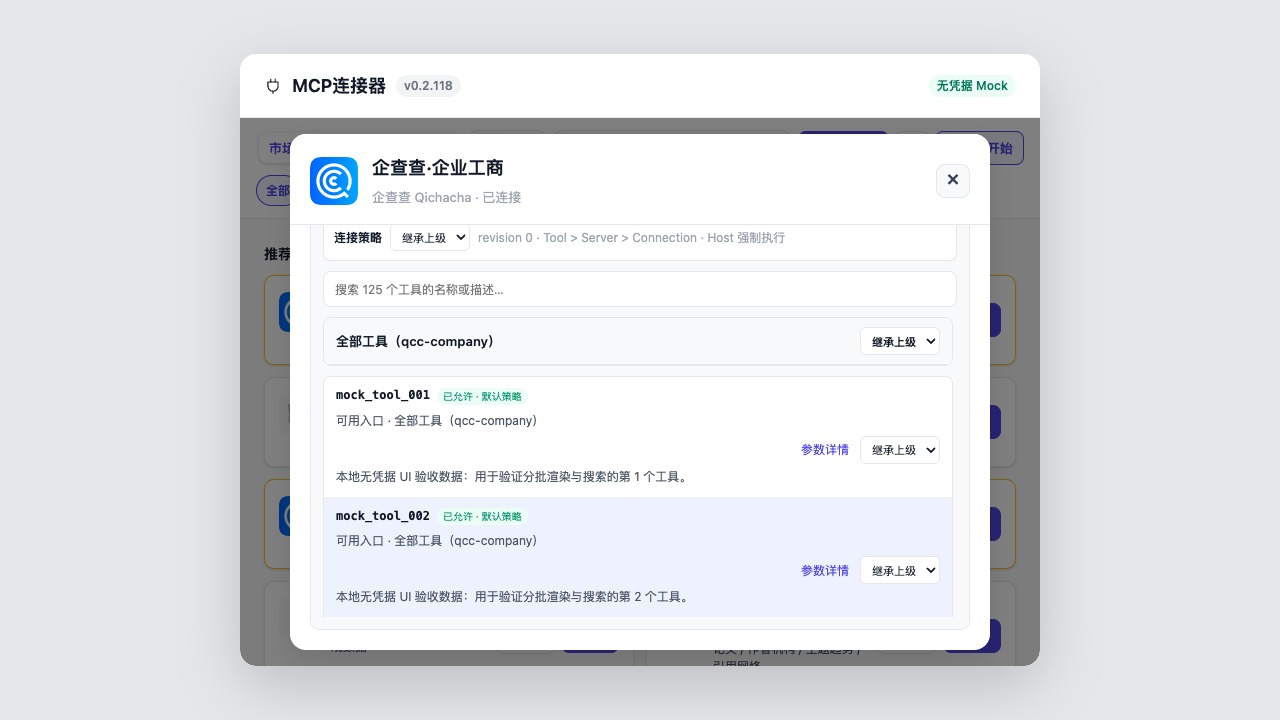 MCP连接器 v0.2.118 无凭据 Mock
市场
开始
全部
推荐
企查查·企业工商
企查查 Qichacha · 已连接
连接策略 继承上级 revision 0 · Tool > Server > Connection · Host 强制执行
搜索 125 个工具的名称或描述...
全部工具（qcc-company） 继承上级
mock_tool_001 已允许 · 默认策略
可用入口 · 全部工具（qcc-company）
参数详情 继承上级
本地无凭据 UI 验收数据：用于验证分批渲染与搜索的第 1 个工具。
mock_tool_002 已允许 · 默认策略
可用入口 · 全部工具（qcc-company）
参数详情 继承上级
本地无凭据 UI 验收数据：用于验证分批渲染与搜索的第 2 个工具。